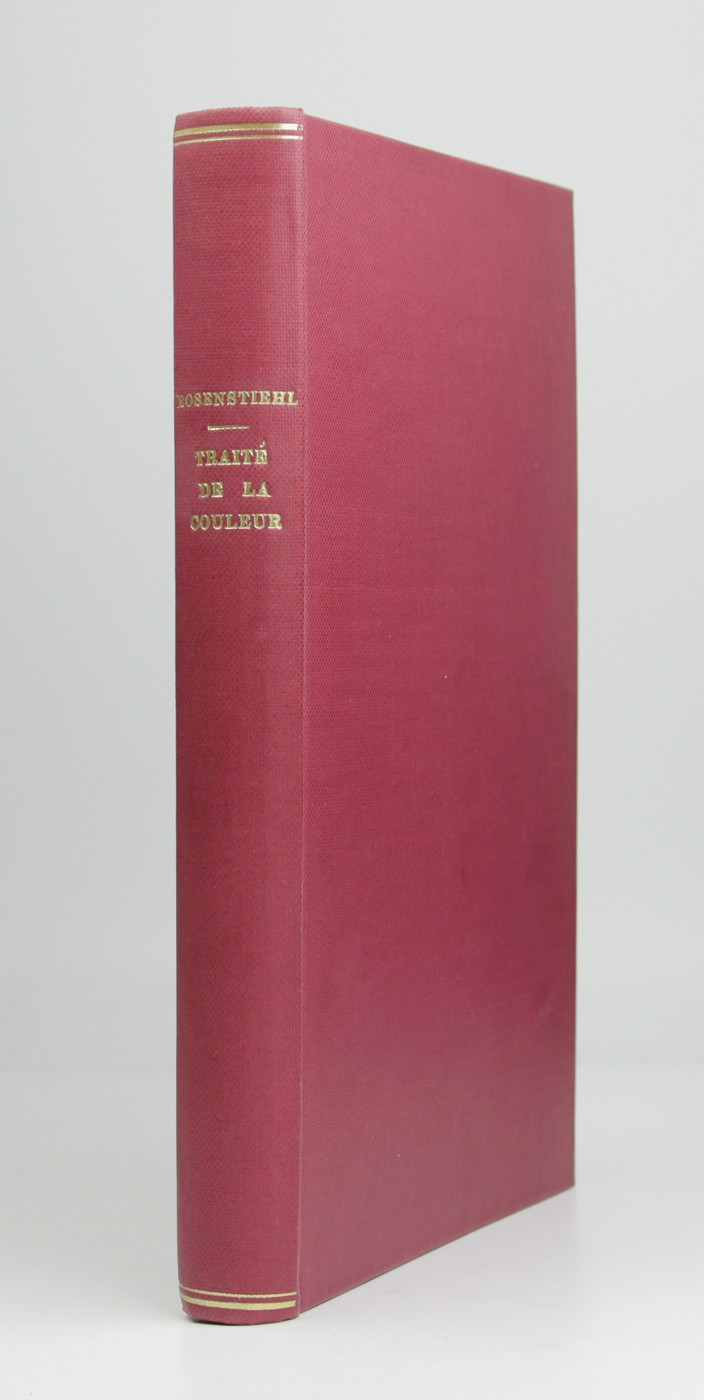 ROSENSTIEHL
TRAITÉ
DE LA
COULEUR